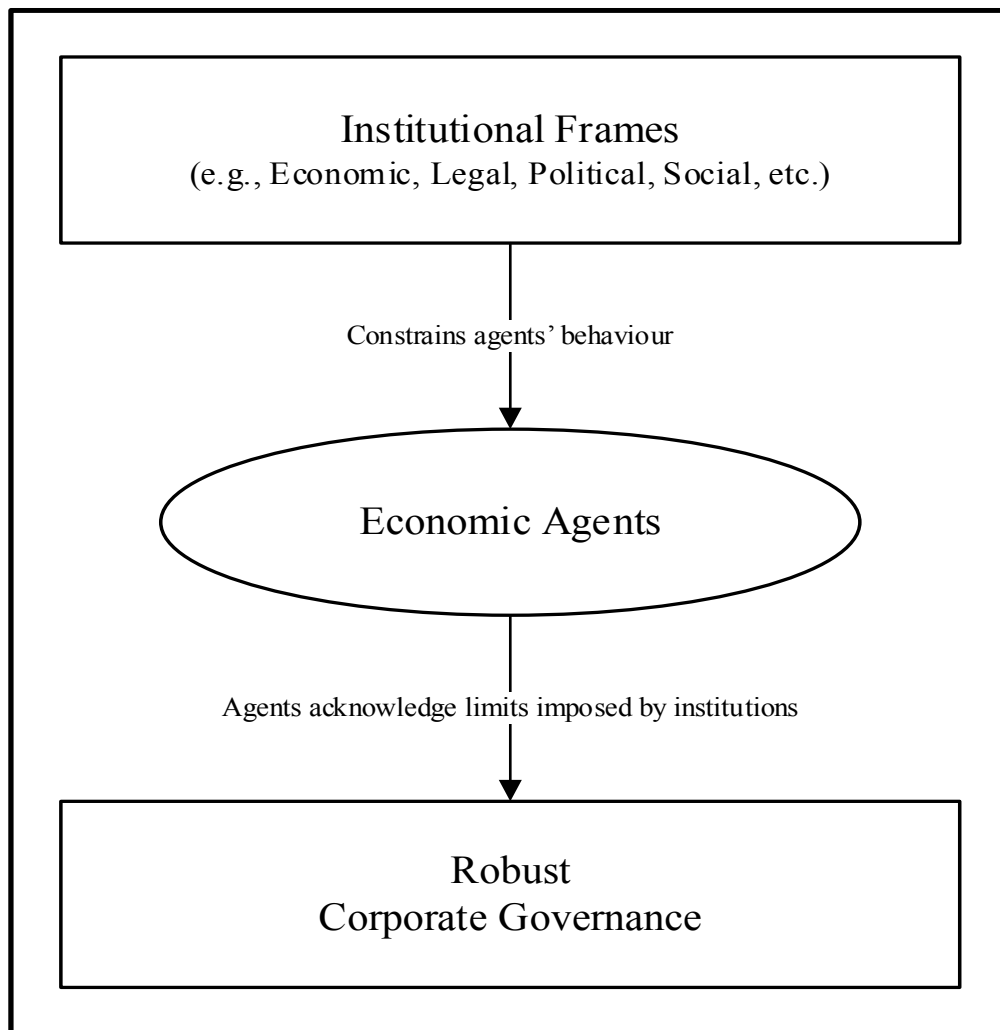 Institutional Frames
(e.g., Economic, Legal, Political, Social, etc.)
Constrains agents’ behaviour
Economic Agents
Agents acknowledge limits imposed by institutions
Robust
Corporate Governance